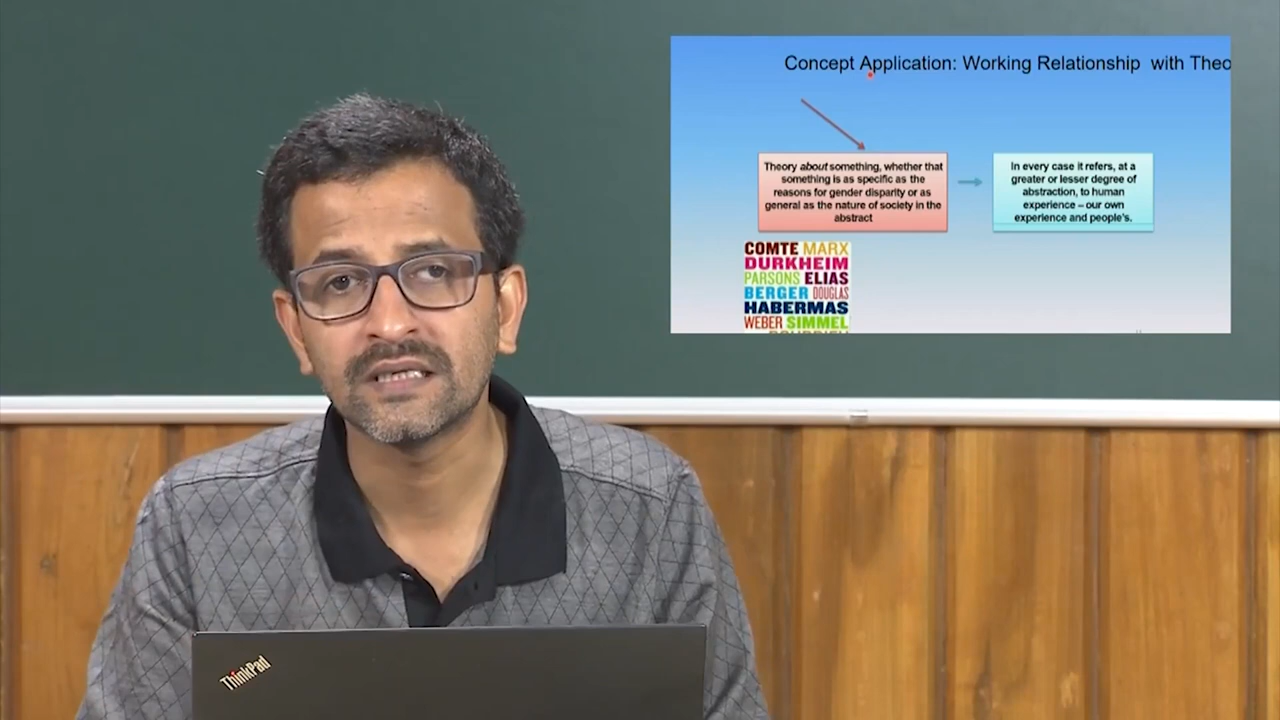 Concept Application: Working Relationship with Theo
Theory about something, whether that
something is as specific as the
reasons for gender disparity or as
general as the nature of society in the
abstract
In every case it refers, at a
greater or lesser degree of
abstraction, to human
experience – our own
experience and people's.
COMTE MARX
DURKHEIM
PARSONS ELIAS
BERGER DOUGLAS
HABERMAS
WEBER SIMMEL
ThinkPad